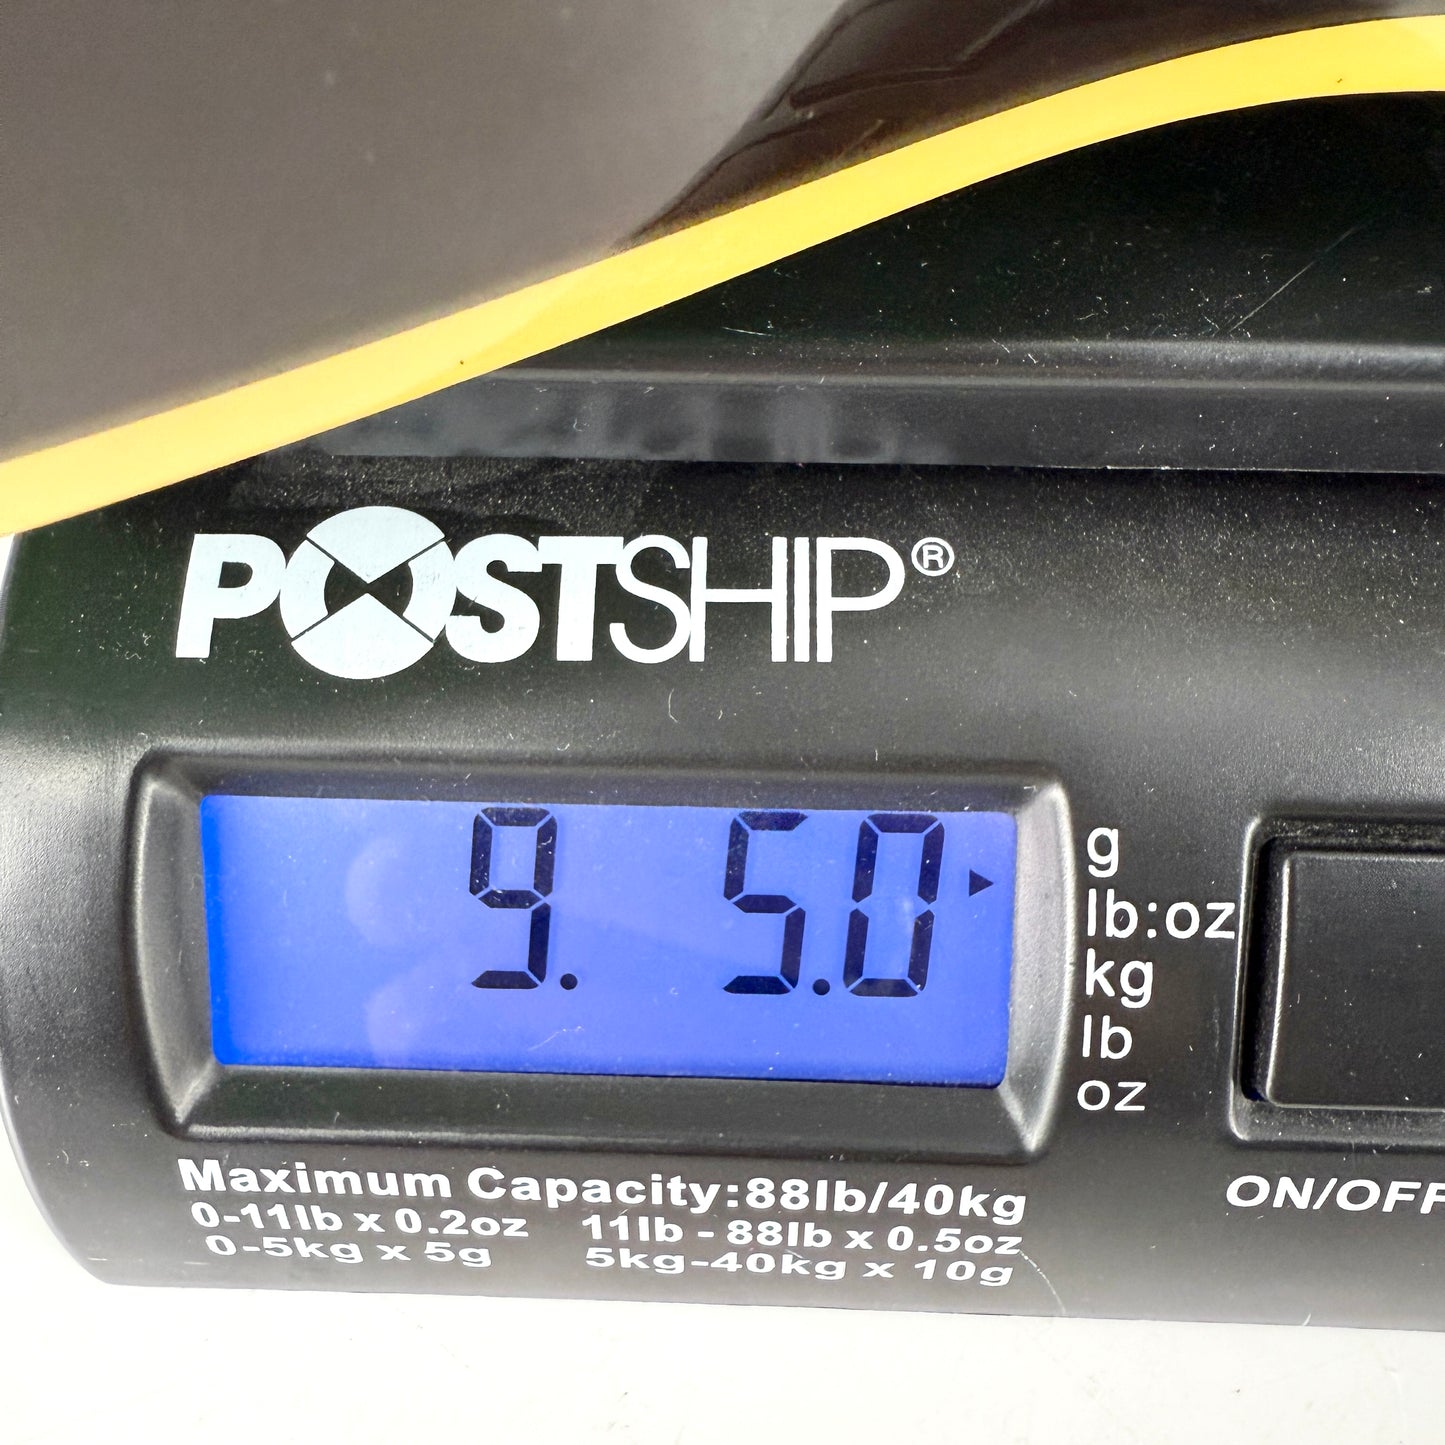 POSTSHIP®
9. 5.0
g
lb:oz
kg
lb
oz
Maximum Capacity:88lb/40kg
0-11lb x 0.2oz 11lb - 88lb x 0.5oz
0-5kg x 5g 5kg-40kg x 10g
ON/OFF